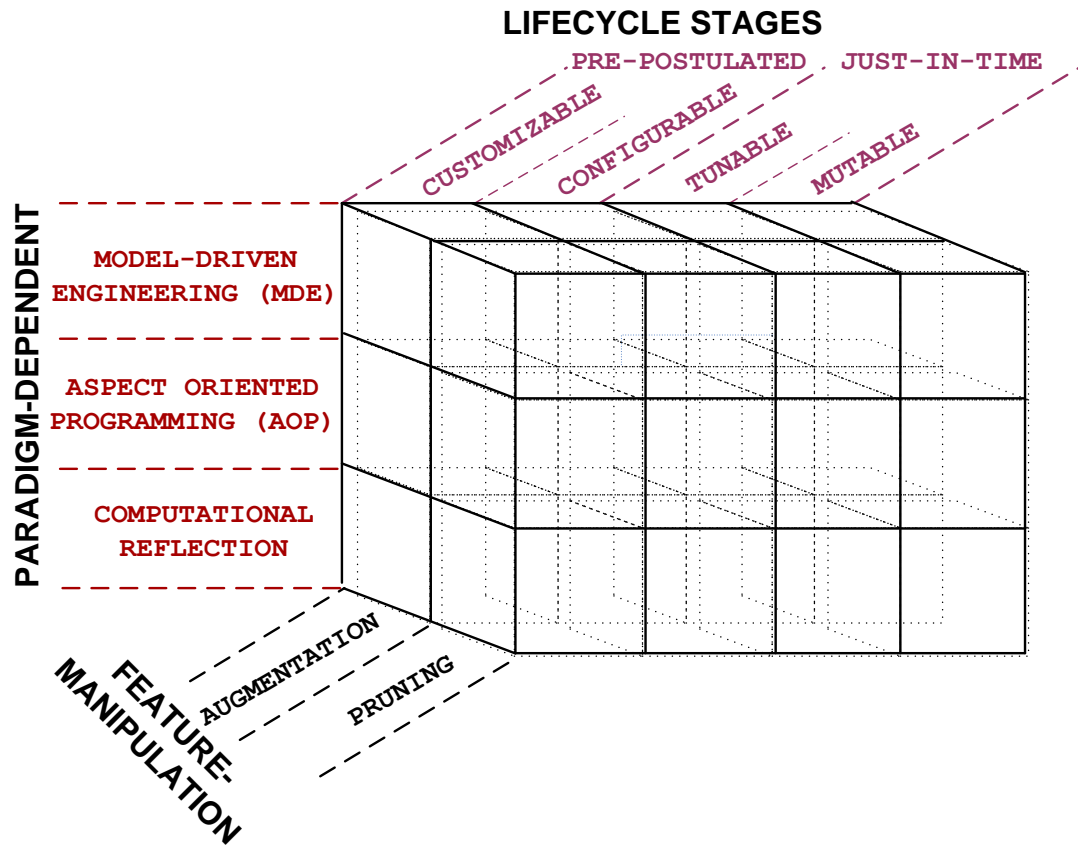 LIFECYCLE STAGES
PRE-POSTULATED
JUST-IN-TIME
CUSTOMIZABLE
CONFIGURABLE
TUNABLE
MUTABLE
PARADIGM-DEPENDENT
MODEL-DRIVEN
ENGINEERING (MDE)
ASPECT ORIENTED
PROGRAMMING (AOP)
COMPUTATIONAL
REFLECTION
FEATURE-
MANIPULATION
AUGMENTATION
PRUNING